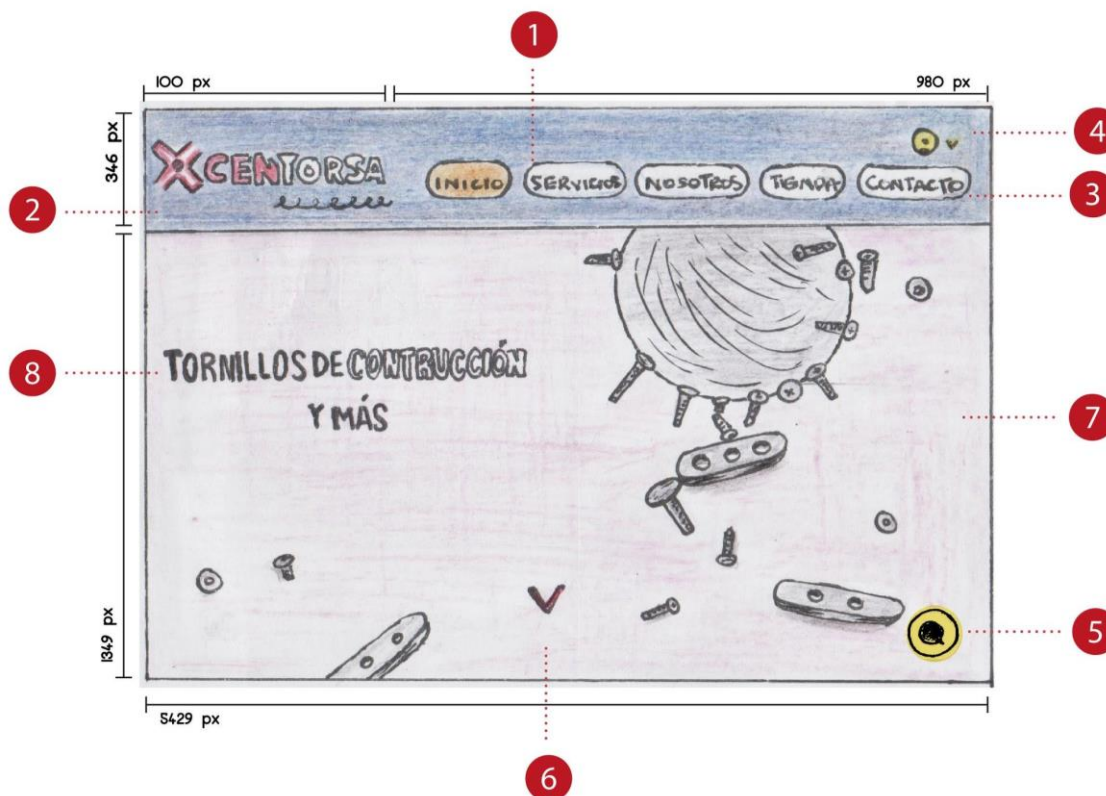 1
100 px
980 px
4
3464 px
XCENTORSA
INICIO
SERVICIOS
NOSOTROS
TIENDA
CONTACTO
3
2
8
TORNILLOS DE CONTRUCCIÓN
Y MÁS
7
1349 px
5
5429 px
6